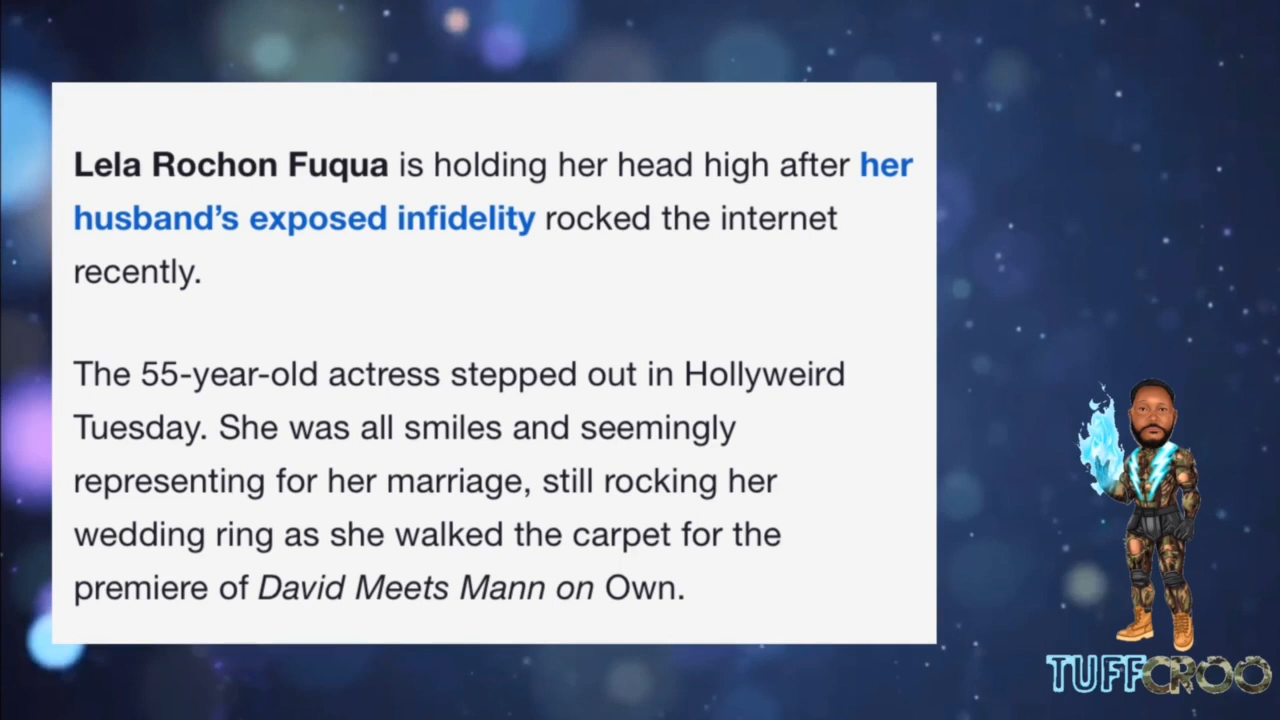 Lela Rochon Fuqua is holding her head high after her
husband’s exposed infidelity rocked the internet
recently.
The 55-year-old actress stepped out in Hollyweird
Tuesday. She was all smiles and seemingly
representing for her marriage, still rocking her
wedding ring as she walked the carpet for the
premiere of David Meets Mann on Own.
TUFFCROO